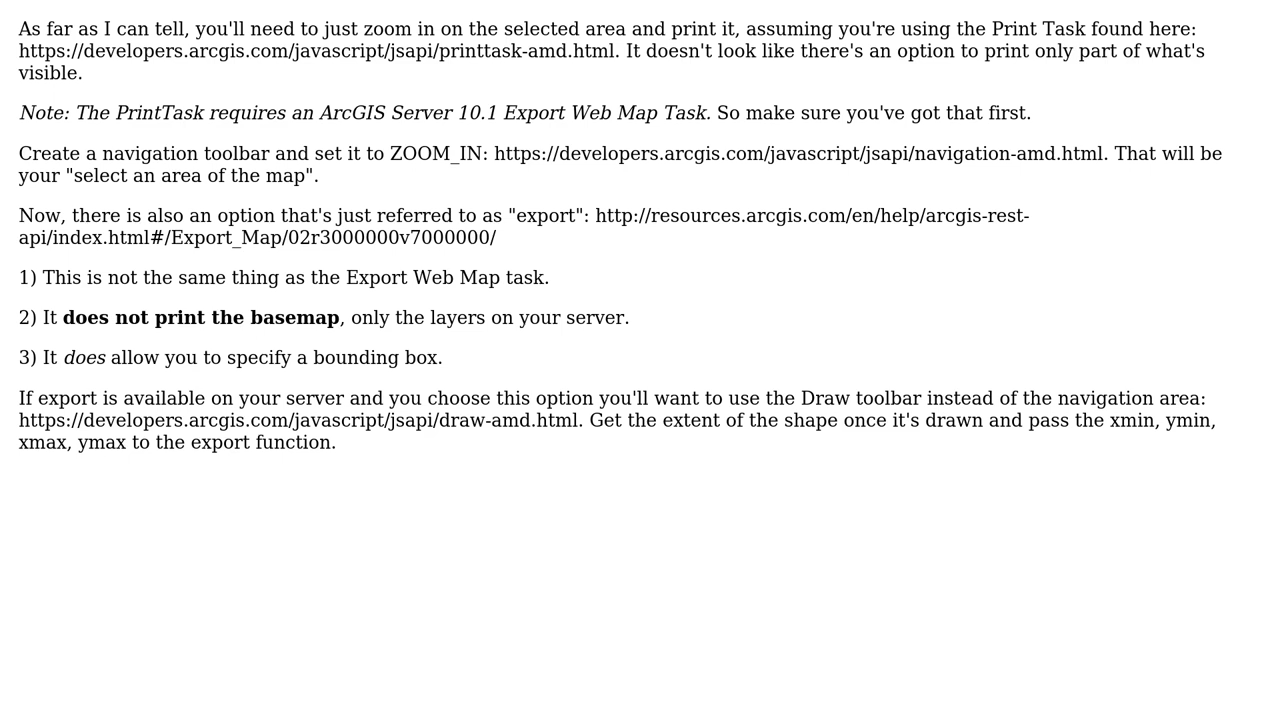 As far as I can tell, you'll need to just zoom in on the selected area and print it, assuming you're using the Print Task found here:
https://developers.arcgis.com/javascript/jsapi/printtask-amd.html. It doesn't look like there's an option to print only part of what's
visible.
Note: The PrintTask requires an ArcGIS Server 10.1 Export Web Map Task. So make sure you've got that first.
Create a navigation toolbar and set it to ZOOM_IN: https://developers.arcgis.com/javascript/jsapi/navigation-amd.html. That will be
your "select an area of the map".
Now, there is also an option that's just referred to as "export": http://resources.arcgis.com/en/help/arcgis-rest-
api/index.html#/Export_Map/02r3000000v7000000/
1) This is not the same thing as the Export Web Map task.
2) It does not print the basemap, only the layers on your server.
3) It does allow you to specify a bounding box.
If export is available on your server and you choose this option you'll want to use the Draw toolbar instead of the navigation area:
https://developers.arcgis.com/javascript/jsapi/draw-amd.html. Get the extent of the shape once it's drawn and pass the xmin, ymin,
xmax, ymax to the export function.